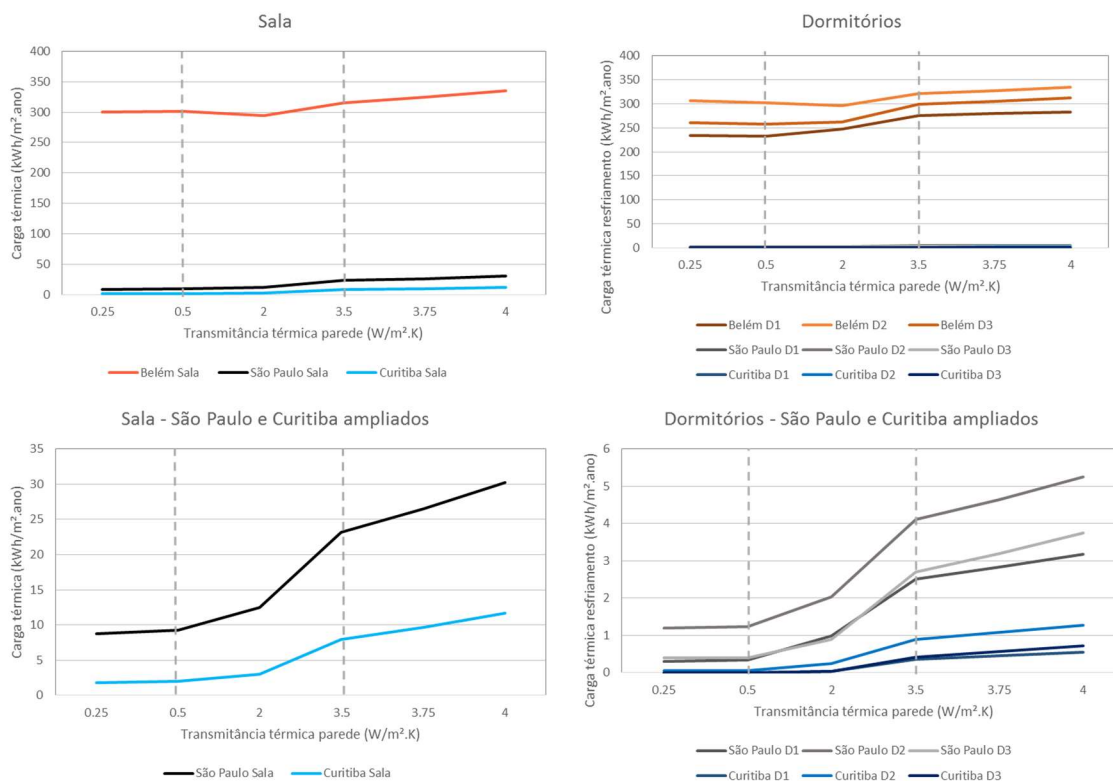 Sala
Carga térmica (kWh/m².ano)
400
350
300
250
200
150
100
50
0
0.25 0.5 2 3.5 3.75 4
Transmitância térmica parede (W/m².K)
Belém Sala São Paulo Sala Curitiba Sala
Dormitórios
Carga térmica resfriamento (kWh/m².ano)
400
350
300
250
200
150
100
50
0
0.25 0.5 2 3.5 3.75 4
Transmitância térmica parede (W/m².K)
Belém D1 Belém D2 Belém D3
São Paulo D1 São Paulo D2 São Paulo D3
Curitiba D1 Curitiba D2 Curitiba D3
Sala - São Paulo e Curitiba ampliados
Carga térmica (kWh/m².ano)
35
30
25
20
15
10
5
0
0.25 0.5 2 3.5 3.75 4
Transmitância térmica parede (W/m².K)
São Paulo Sala Curitiba Sala
Dormitórios - São Paulo e Curitiba ampliados
Carga térmica resfriamento (kWh/m².ano)
6
5
4
3
2
1
0
0.25 0.5 2 3.5 3.75 4
Transmitância térmica parede (W/m².K)
São Paulo D1 São Paulo D2 São Paulo D3
Curitiba D1 Curitiba D2 Curitiba D3